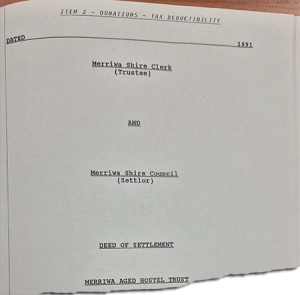 ITEM 2 - DONATIONS - TAX DEDUCTIBILITY
DATED 1991
Merriwa Shire Clerk
(Trustee)
AND
Merriwa Shire Council
(Settlor)
DEED OF SETTLEMENT
MERRIWA AGED HOSTEL TRUST